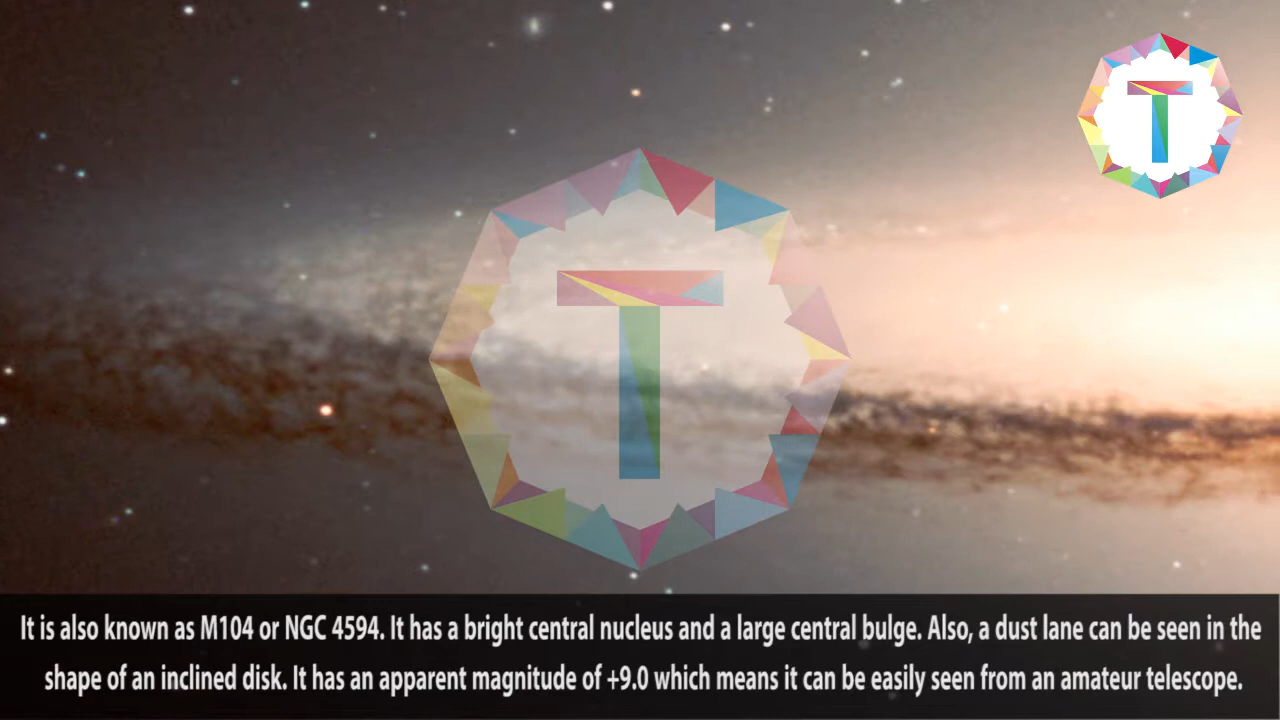 T
T
It is also known as M104 or NGC 4594. It has a bright central nucleus and a large central bulge. Also, a dust lane can be seen in the
shape of an inclined disk. It has an apparent magnitude of +9.0 which means it can be easily seen from an amateur telescope.